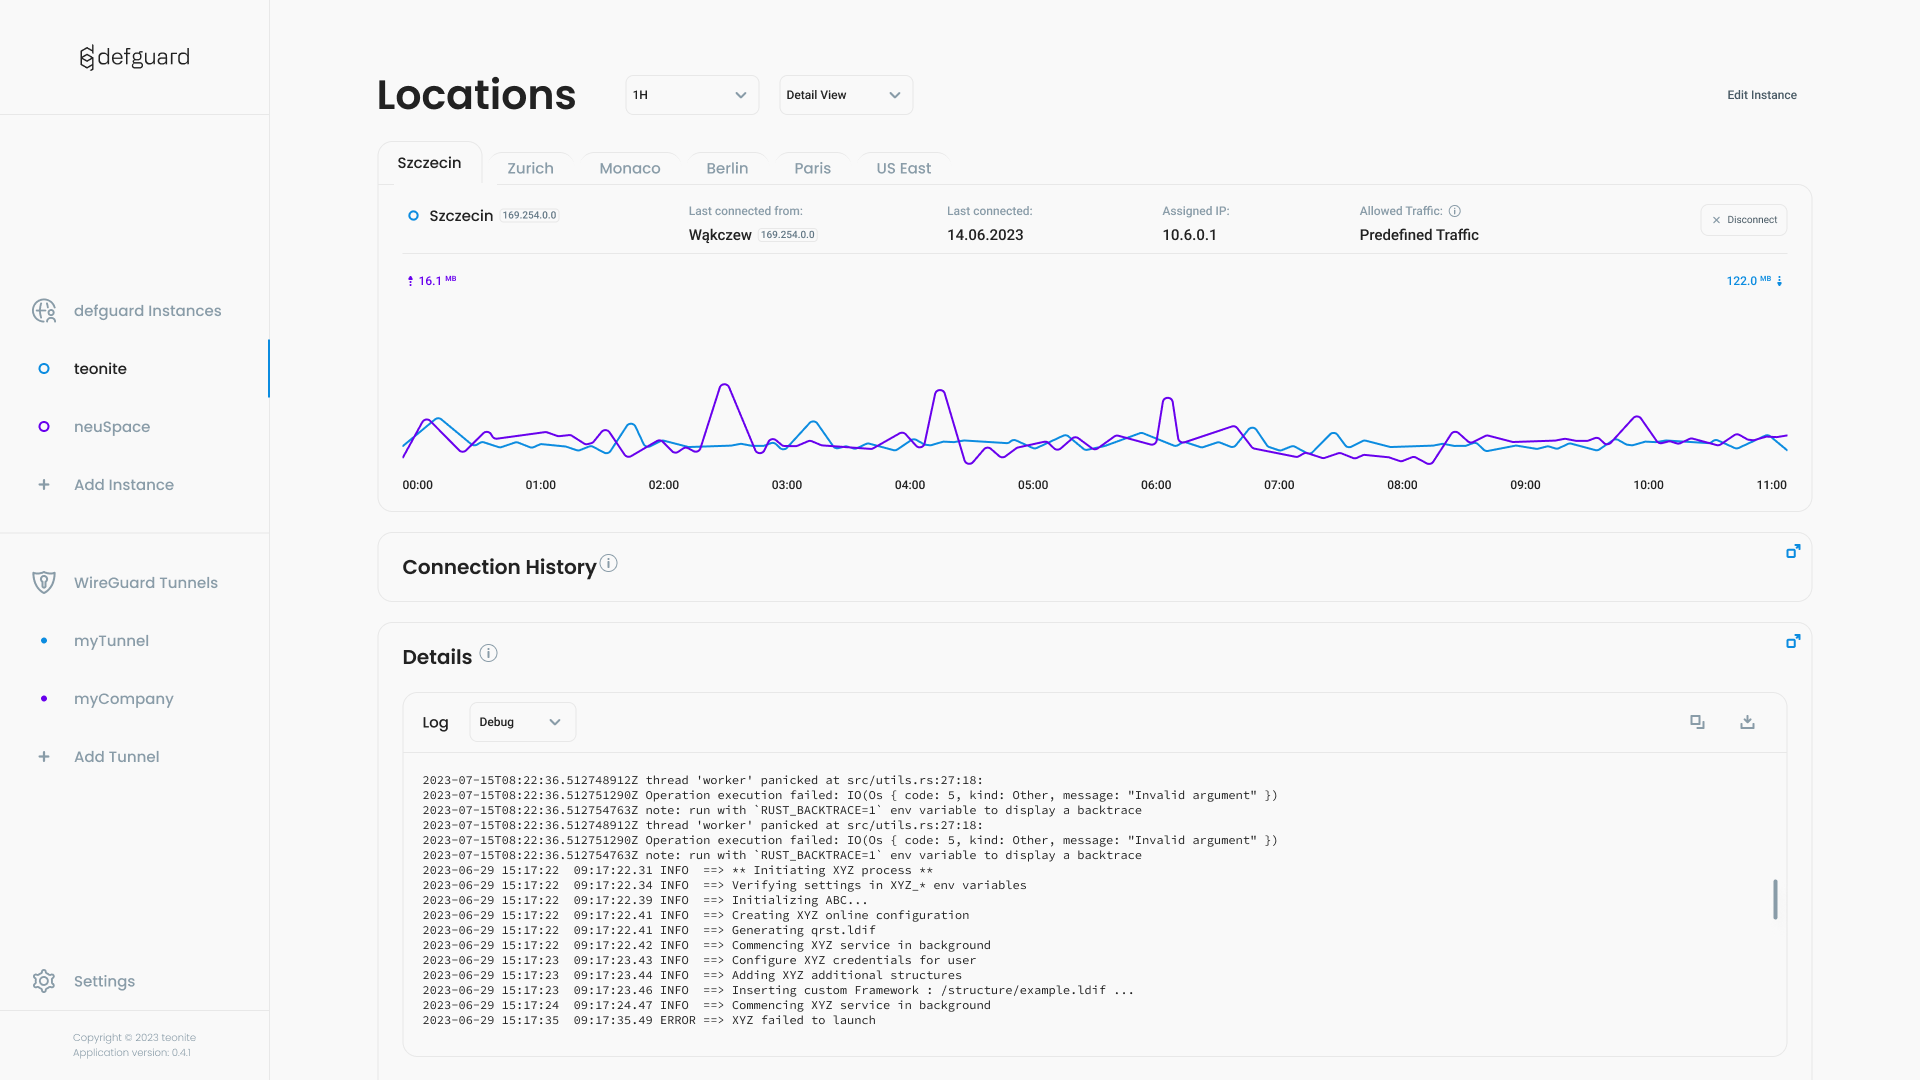 defguard
Locations
1H
Detail View
Edit Instance
Szczecin
Zurich
Monaco
Berlin
Paris
US East
Szczecin 169.254.0.0
Last connected from:
Wąkczew 169.254.0.0
Last connected:
14.06.2023
Assigned IP:
10.6.0.1
Allowed Traffic:
Predefined Traffic
Disconnect
16.1 MB
122.0 MB
00:00 01:00 02:00 03:00 04:00 05:00 06:00 07:00 08:00 09:00 10:00 11:00
defguard Instances
teonite
neuSpace
Add Instance
WireGuard Tunnels
myTunnel
myCompany
Add Tunnel
Settings
Copyright © 2023 teonite
Application version: 0.4.1
Connection History
Details
Log
Debug
2023-07-15T08:22:36.512748912Z thread 'worker' panicked at src/utils.rs:27:18:
2023-07-15T08:22:36.512751290Z Operation execution failed: IO(Os { code: 5, kind: Other, message: "Invalid argument" })
2023-07-15T08:22:36.512754763Z note: run with `RUST_BACKTRACE=1` env variable to display a backtrace
2023-07-15T08:22:36.512748912Z thread 'worker' panicked at src/utils.rs:27:18:
2023-07-15T08:22:36.512751290Z Operation execution failed: IO(Os { code: 5, kind: Other, message: "Invalid argument" })
2023-07-15T08:22:36.512754763Z note: run with `RUST_BACKTRACE=1` env variable to display a backtrace
2023-06-29 15:17:22  09:17:22.31 INFO  ==> ** Initiating XYZ process **
2023-06-29 15:17:22  09:17:22.34 INFO  ==> Verifying settings in XYZ_* env variables
2023-06-29 15:17:22  09:17:22.39 INFO  ==> Initializing ABC...
2023-06-29 15:17:22  09:17:22.41 INFO  ==> Creating XYZ online configuration
2023-06-29 15:17:22  09:17:22.41 INFO  ==> Generating qrst.ldif
2023-06-29 15:17:22  09:17:22.42 INFO  ==> Commencing XYZ service in background
2023-06-29 15:17:23  09:17:23.43 INFO  ==> Configure XYZ credentials for user
2023-06-29 15:17:23  09:17:23.44 INFO  ==> Adding XYZ additional structures
2023-06-29 15:17:23  09:17:23.46 INFO  ==> Inserting custom Framework : /structure/example.ldif ...
2023-06-29 15:17:24  09:17:24.47 INFO  ==> Commencing XYZ service in background
2023-06-29 15:17:35  09:17:35.49 ERROR ==> XYZ failed to launch